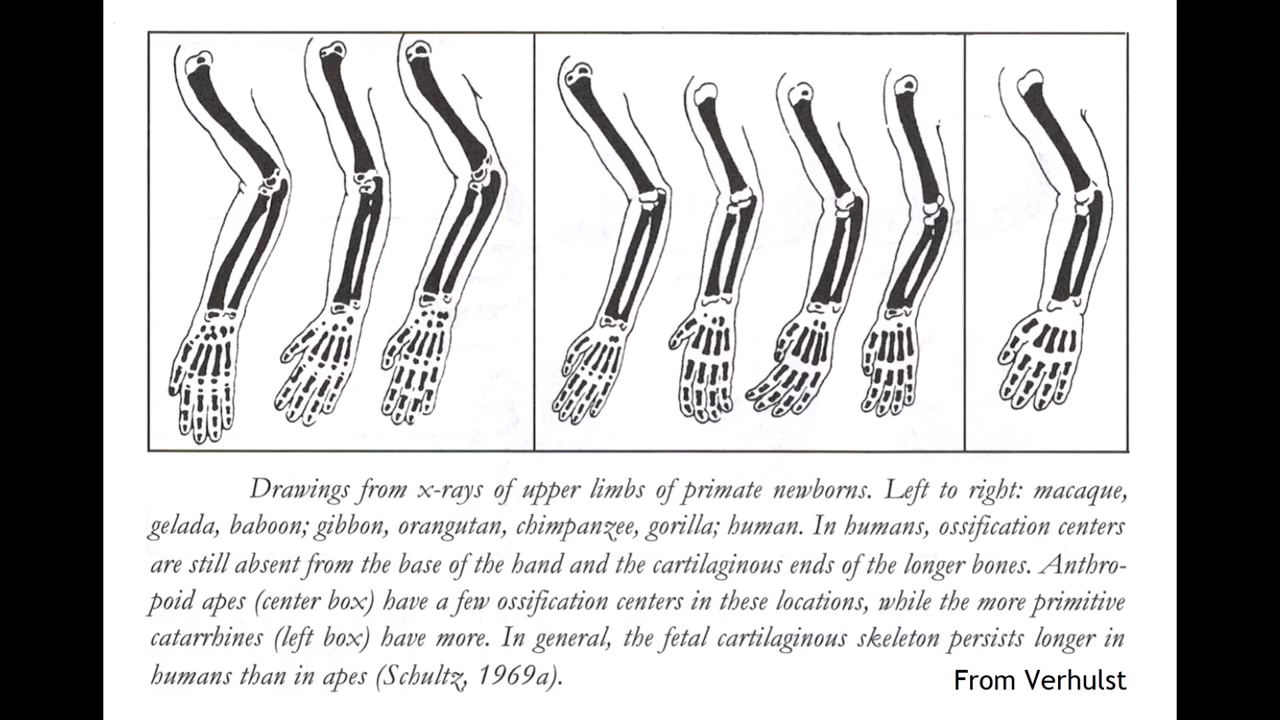 Drawings from x-rays of upper limbs of primate newborns. Left to right: macaque,
gelada, baboon; gibbon, orangutan, chimpanzee, gorilla; human. In humans, ossification centers
are still absent from the base of the hand and the cartilaginous ends of the longer bones. Anthro-
poid apes (center box) have a few ossification centers in these locations, while the more primitive
catarrhines (left box) have more. In general, the fetal cartilaginous skeleton persists longer in
humans than in apes (Schultz, 1969a).
From Verhulst